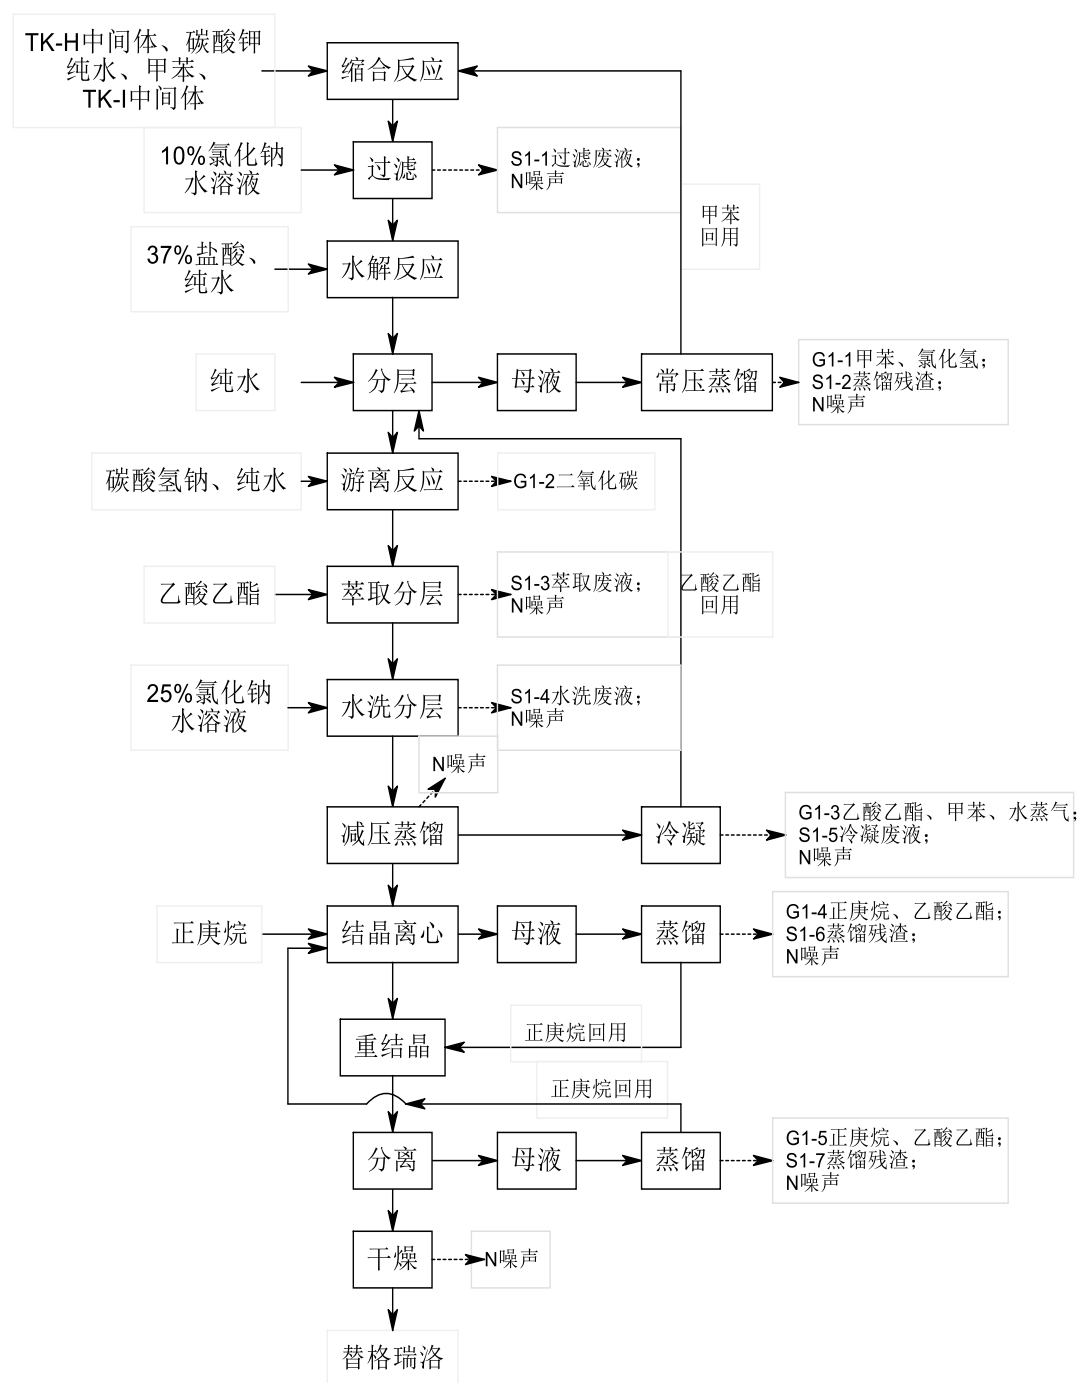 TK-H中间体、碳酸钾
纯水、甲苯、
TK-I中间体
缩合反应
10%氯化钠
水溶液
过滤
S1-1过滤废液；
N噪声
甲苯
回用
37%盐酸、
纯水
水解反应
纯水
分层
母液
常压蒸馏
G1-1甲苯、氯化氢；
S1-2蒸馏残渣；
N噪声
碳酸氢钠、纯水
游离反应
G1-2二氧化碳
乙酸乙酯
萃取分层
S1-3萃取废液；
N噪声
乙酸乙酯
回用
25%氯化钠
水溶液
水洗分层
S1-4水洗废液；
N噪声
N噪声
减压蒸馏
冷凝
G1-3乙酸乙酯、甲苯、水蒸气；
S1-5冷凝废液；
N噪声
正庚烷
结晶离心
母液
蒸馏
G1-4正庚烷、乙酸乙酯；
S1-6蒸馏残渣；
N噪声
正庚烷回用
重结晶
正庚烷回用
分离
母液
蒸馏
G1-5正庚烷、乙酸乙酯；
S1-7蒸馏残渣；
N噪声
干燥
N噪声
替格瑞洛